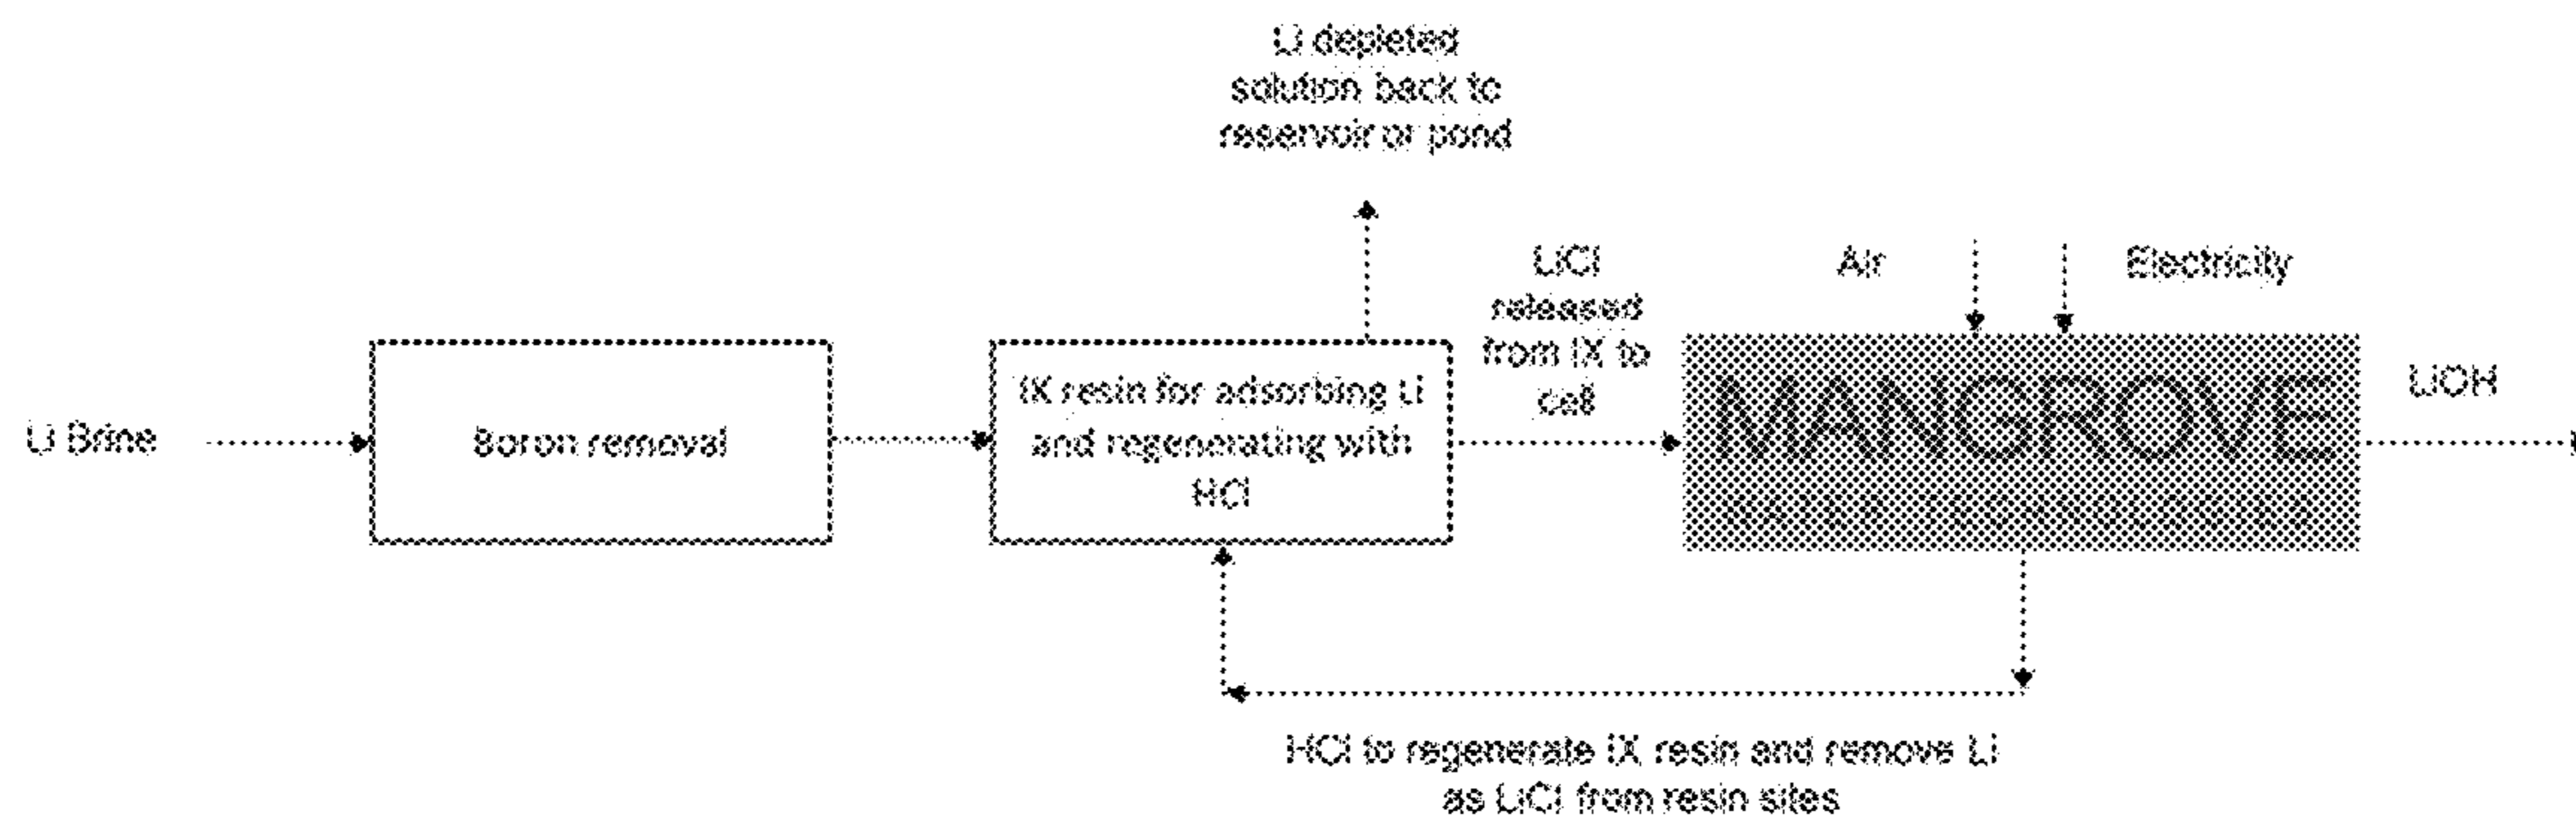 Li depleted
solution back to
reservoir or pond
LiCl
released
from IX to
cell
Air
Electricity
Li Brine
Boron removal
IX resin for adsorbing Li
and regenerating with
HCl
MANGROVE
LiOH
HCl to regenerate IX resin and remove Li
as LiCl from resin sites